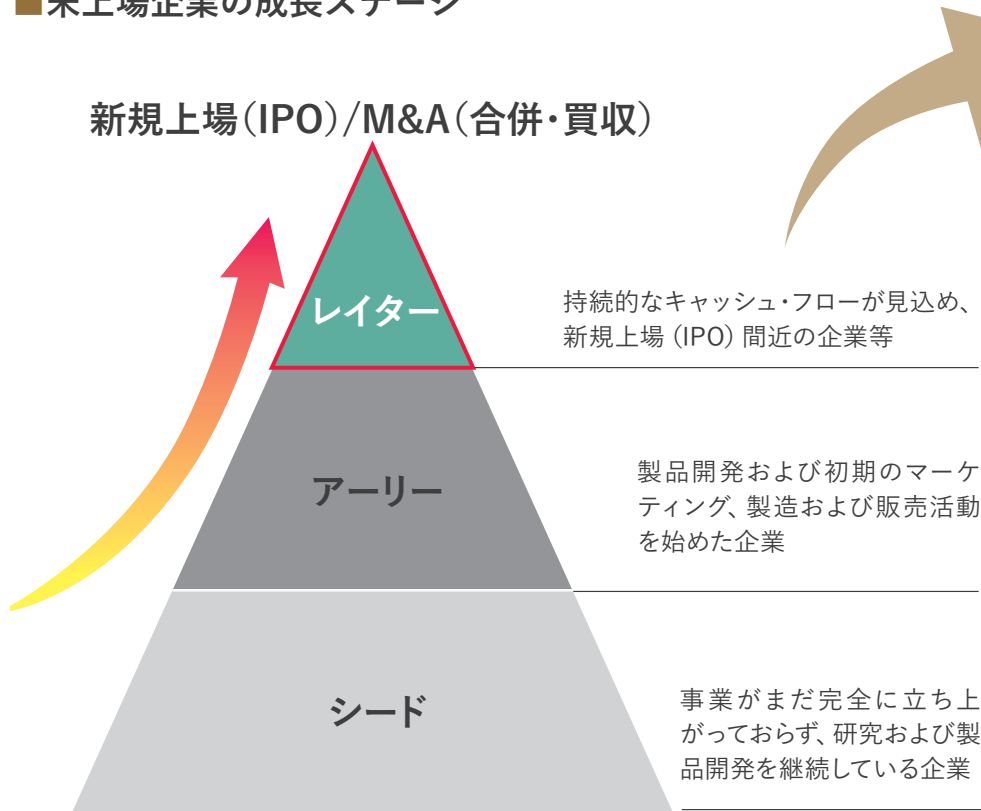 ■未上場企業の成長ステージ
新規上場(IPO)/M&A(合併・買収)
レイター
持続的なキャッシュ・フローが見込め、
新規上場 (IPO) 間近の企業等
アーリー
製品開発および初期のマーケ
ティング、製造および販売活動
を始めた企業
シード
事業がまだ完全に立ち上
がっておらず、研究および製
品開発を継続している企業